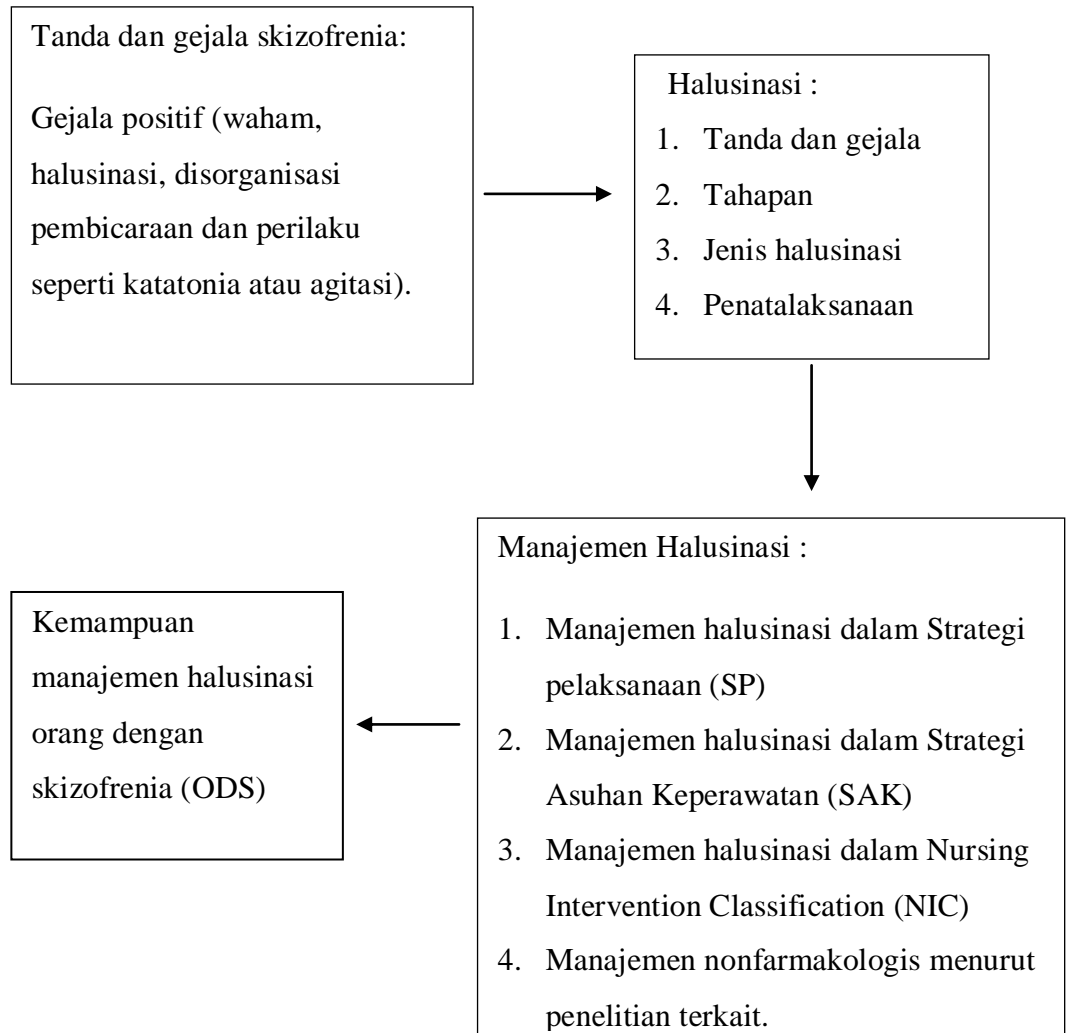 Tanda dan gejala skizofrenia:
Gejala positif (waham,
halusinasi, disorganisasi
pembicaraan dan perilaku
seperti katatonia atau agitasi).
Halusinasi :
1. Tanda dan gejala
2. Tahapan
3. Jenis halusinasi
4. Penatalaksanaan
Manajemen Halusinasi :
1. Manajemen halusinasi dalam Strategi
pelaksanaan (SP)
2. Manajemen halusinasi dalam Strategi
Asuhan Keperawatan (SAK)
3. Manajemen halusinasi dalam Nursing
Intervention Classification (NIC)
4. Manajemen nonfarmakologis menurut
penelitian terkait.
Kemampuan
manajemen halusinasi
orang dengan
skizofrenia (ODS)